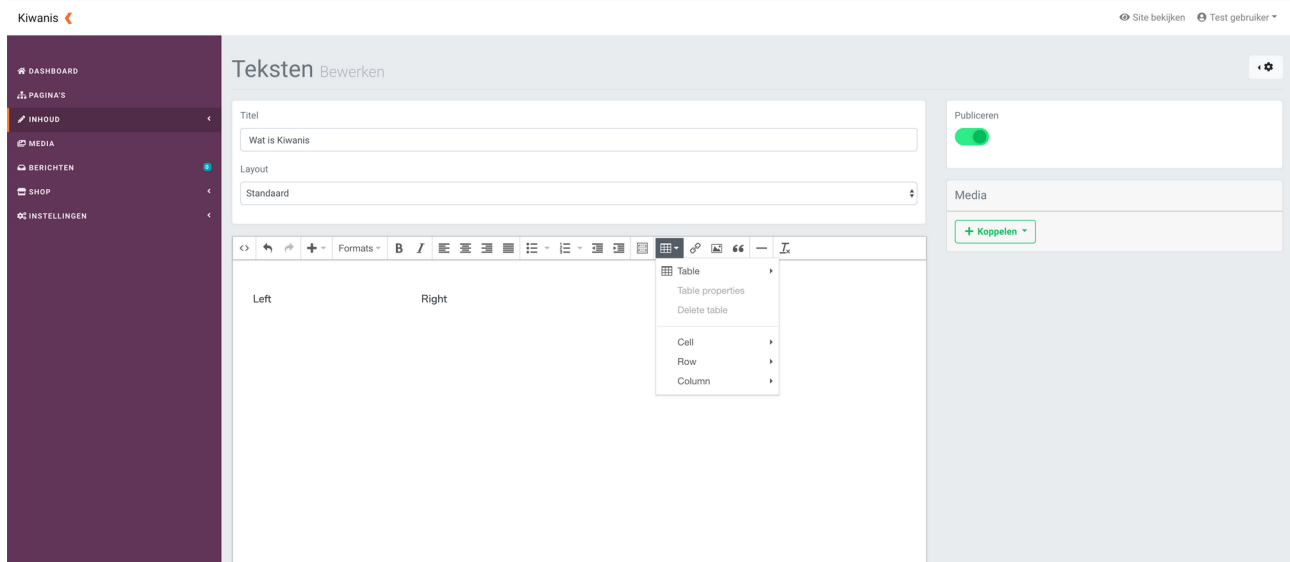 Kiwanis
Site bekijken
Test gebruiker
DASHBOARD
PAGINA'S
INHOUD
MEDIA
BERICHTEN 0
SHOP
INSTELLINGEN
Teksten Bewerken
Titel
Wat is Kiwanis
Layout
Standaard
Formats B I
Left Right
Table
Table properties
Delete table
Cell
Row
Column
Publiceren
Media
+ Koppelen